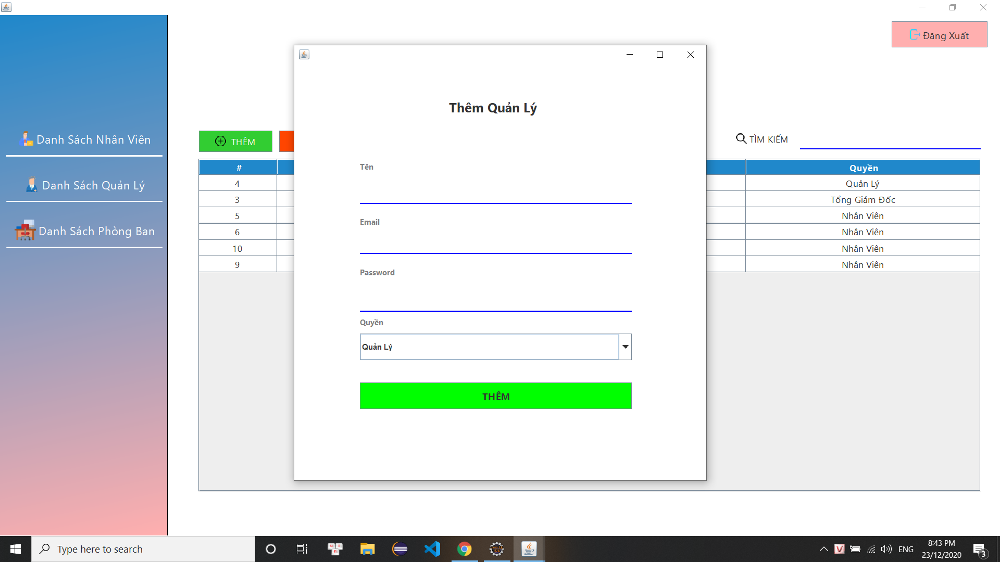 Đăng Xuất
Danh Sách Nhân Viên
Danh Sách Quản Lý
Danh Sách Phòng Ban
THÊM
TÌM KIẾM
# Quyền
4 Quản Lý
3 Tổng Giám Đốc
5 Nhân Viên
6 Nhân Viên
10 Nhân Viên
9 Nhân Viên
Thêm Quản Lý
Tên
Email
Password
Quyền
Quản Lý
THÊM
Type here to search
ENG
8:43 PM
23/12/2020
3